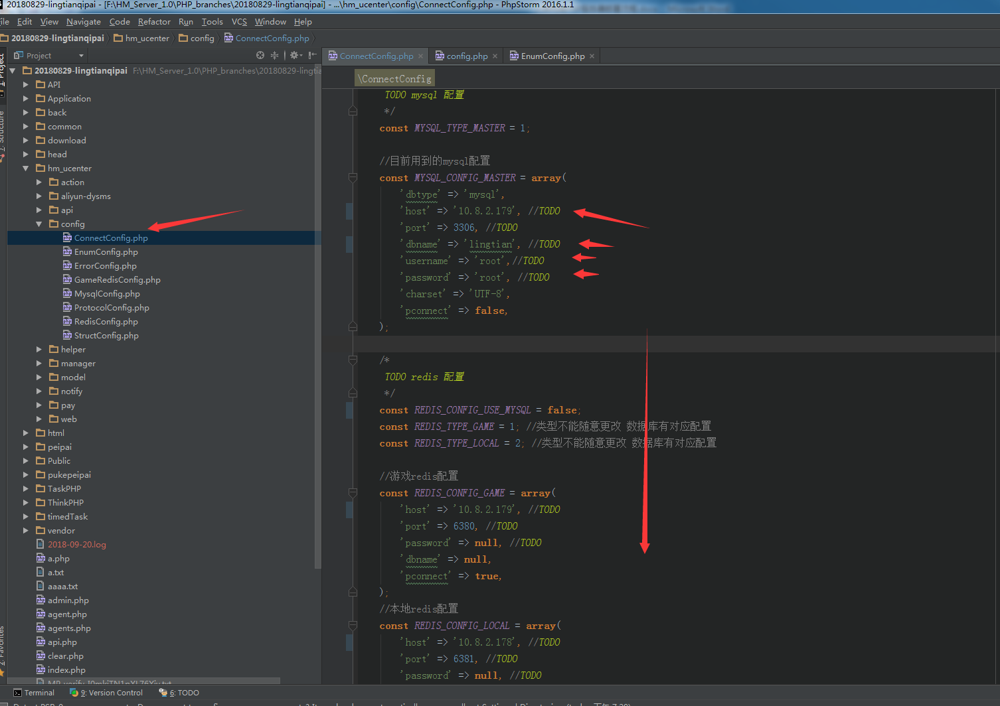 20180829-lingtianqipai - [F:\HM_Server_1.0\PHP_branches\20180829-lingtianqipai] - ...\hm_ucenter\config\ConnectConfig.php - PhpStorm 2016.1.1
ile Edit View Navigate Code Refactor Run Tools VCS Window Help
20180829-lingtianqipai hm_ucenter config ConnectConfig.php
Project
ConnectConfig.php × config.php × EnumConfig.php ×
1: Project
2: Structure
2: Favorites
20180829-lingtianqipai F:\HM_Server_1.0\PHP_branches\20180829-lingtia
API
Application
back
common
download
head
hm_ucenter
action
aliyun-dysms
api
config
ConnectConfig.php
EnumConfig.php
ErrorConfig.php
GameRedisConfig.php
MysqlConfig.php
ProtocolConfig.php
RedisConfig.php
StructConfig.php
helper
manager
model
notify
pay
web
html
peipai
Public
pukepeipai
TaskPHP
ThinkPHP
timedTask
vendor
2018-09-20.log
a.php
a.txt
aaaa.txt
admin.php
agent.php
agents.php
api.php
clear.php
index.php
\ConnectConfig
TODO mysql 配置
*/
const MYSQL_TYPE_MASTER = 1;
//目前用到的mysql配置
const MYSQL_CONFIG_MASTER = array(
'dbtype' => 'mysql',
'host' => '10.8.2.179', //TODO
'port' => 3306, //TODO
'dbname' => 'lingtian', //TODO
'username' => 'root',//TODO
'password' => 'root', //TODO
'charset' => 'UTF-8',
'pconnect' => false,
);
/*
TODO redis 配置
*/
const REDIS_CONFIG_USE_MYSQL = false;
const REDIS_TYPE_GAME = 1; //类型不能随意更改 数据库有对应配置
const REDIS_TYPE_LOCAL = 2; //类型不能随意更改 数据库有对应配置
//游戏redis配置
const REDIS_CONFIG_GAME = array(
'host' => '10.8.2.179', //TODO
'port' => 6380, //TODO
'password' => null, //TODO
'dbname' => null,
'pconnect' => true,
);
//本地redis配置
const REDIS_CONFIG_LOCAL = array(
'host' => '10.8.2.178', //TODO
'port' => 6381, //TODO
'password' => null, //TODO
Terminal 9: Version Control 6: TODO